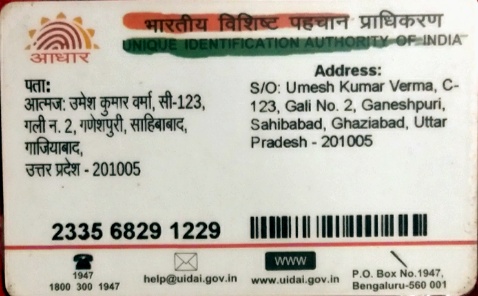 भारतीय विशिष्ट पहचान प्राधिकरण
UNIQUE IDENTIFICATION AUTHORITY OF INDIA
आधार
पता:
आत्मज: उमेश कुमार वर्मा, सी-123,
गली न. 2, गणेशपुरी, साहिबाबाद,
गाजियाबाद,
उत्तर प्रदेश - 201005
Address:
S/O: Umesh Kumar Verma, C-
123, Gali No. 2, Ganeshpuri,
Sahibabad, Ghaziabad, Uttar
Pradesh - 201005
2335 6829 1229
1947
1800 300 1947
help@uidai.gov.in
WWW
www.uidai.gov.in
P.O. Box No.1947,
Bengaluru-560 001